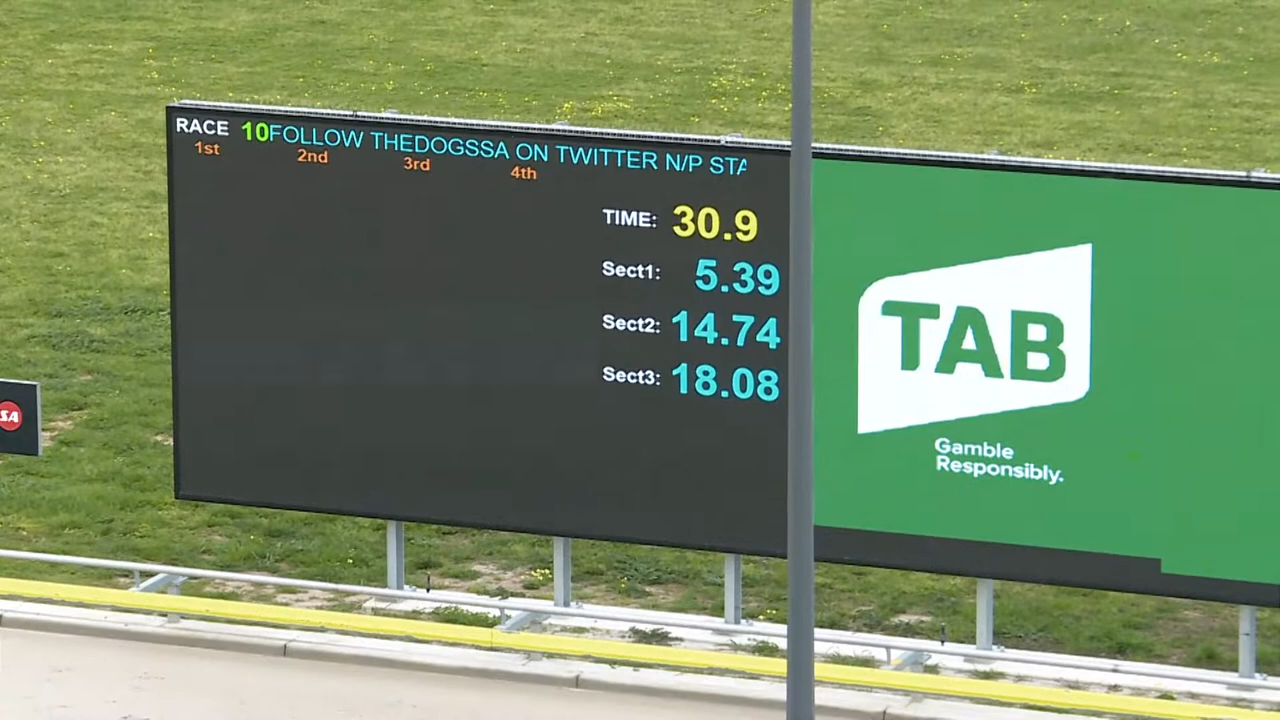 RACE 10FOLLOW THEDOGSSA ON TWITTER N/P STA
1st 2nd 3rd 4th
TIME: 30.9
Sect1: 5.39
Sect2: 14.74
Sect3: 18.08
TAB
Gamble
Responsibly.
SA